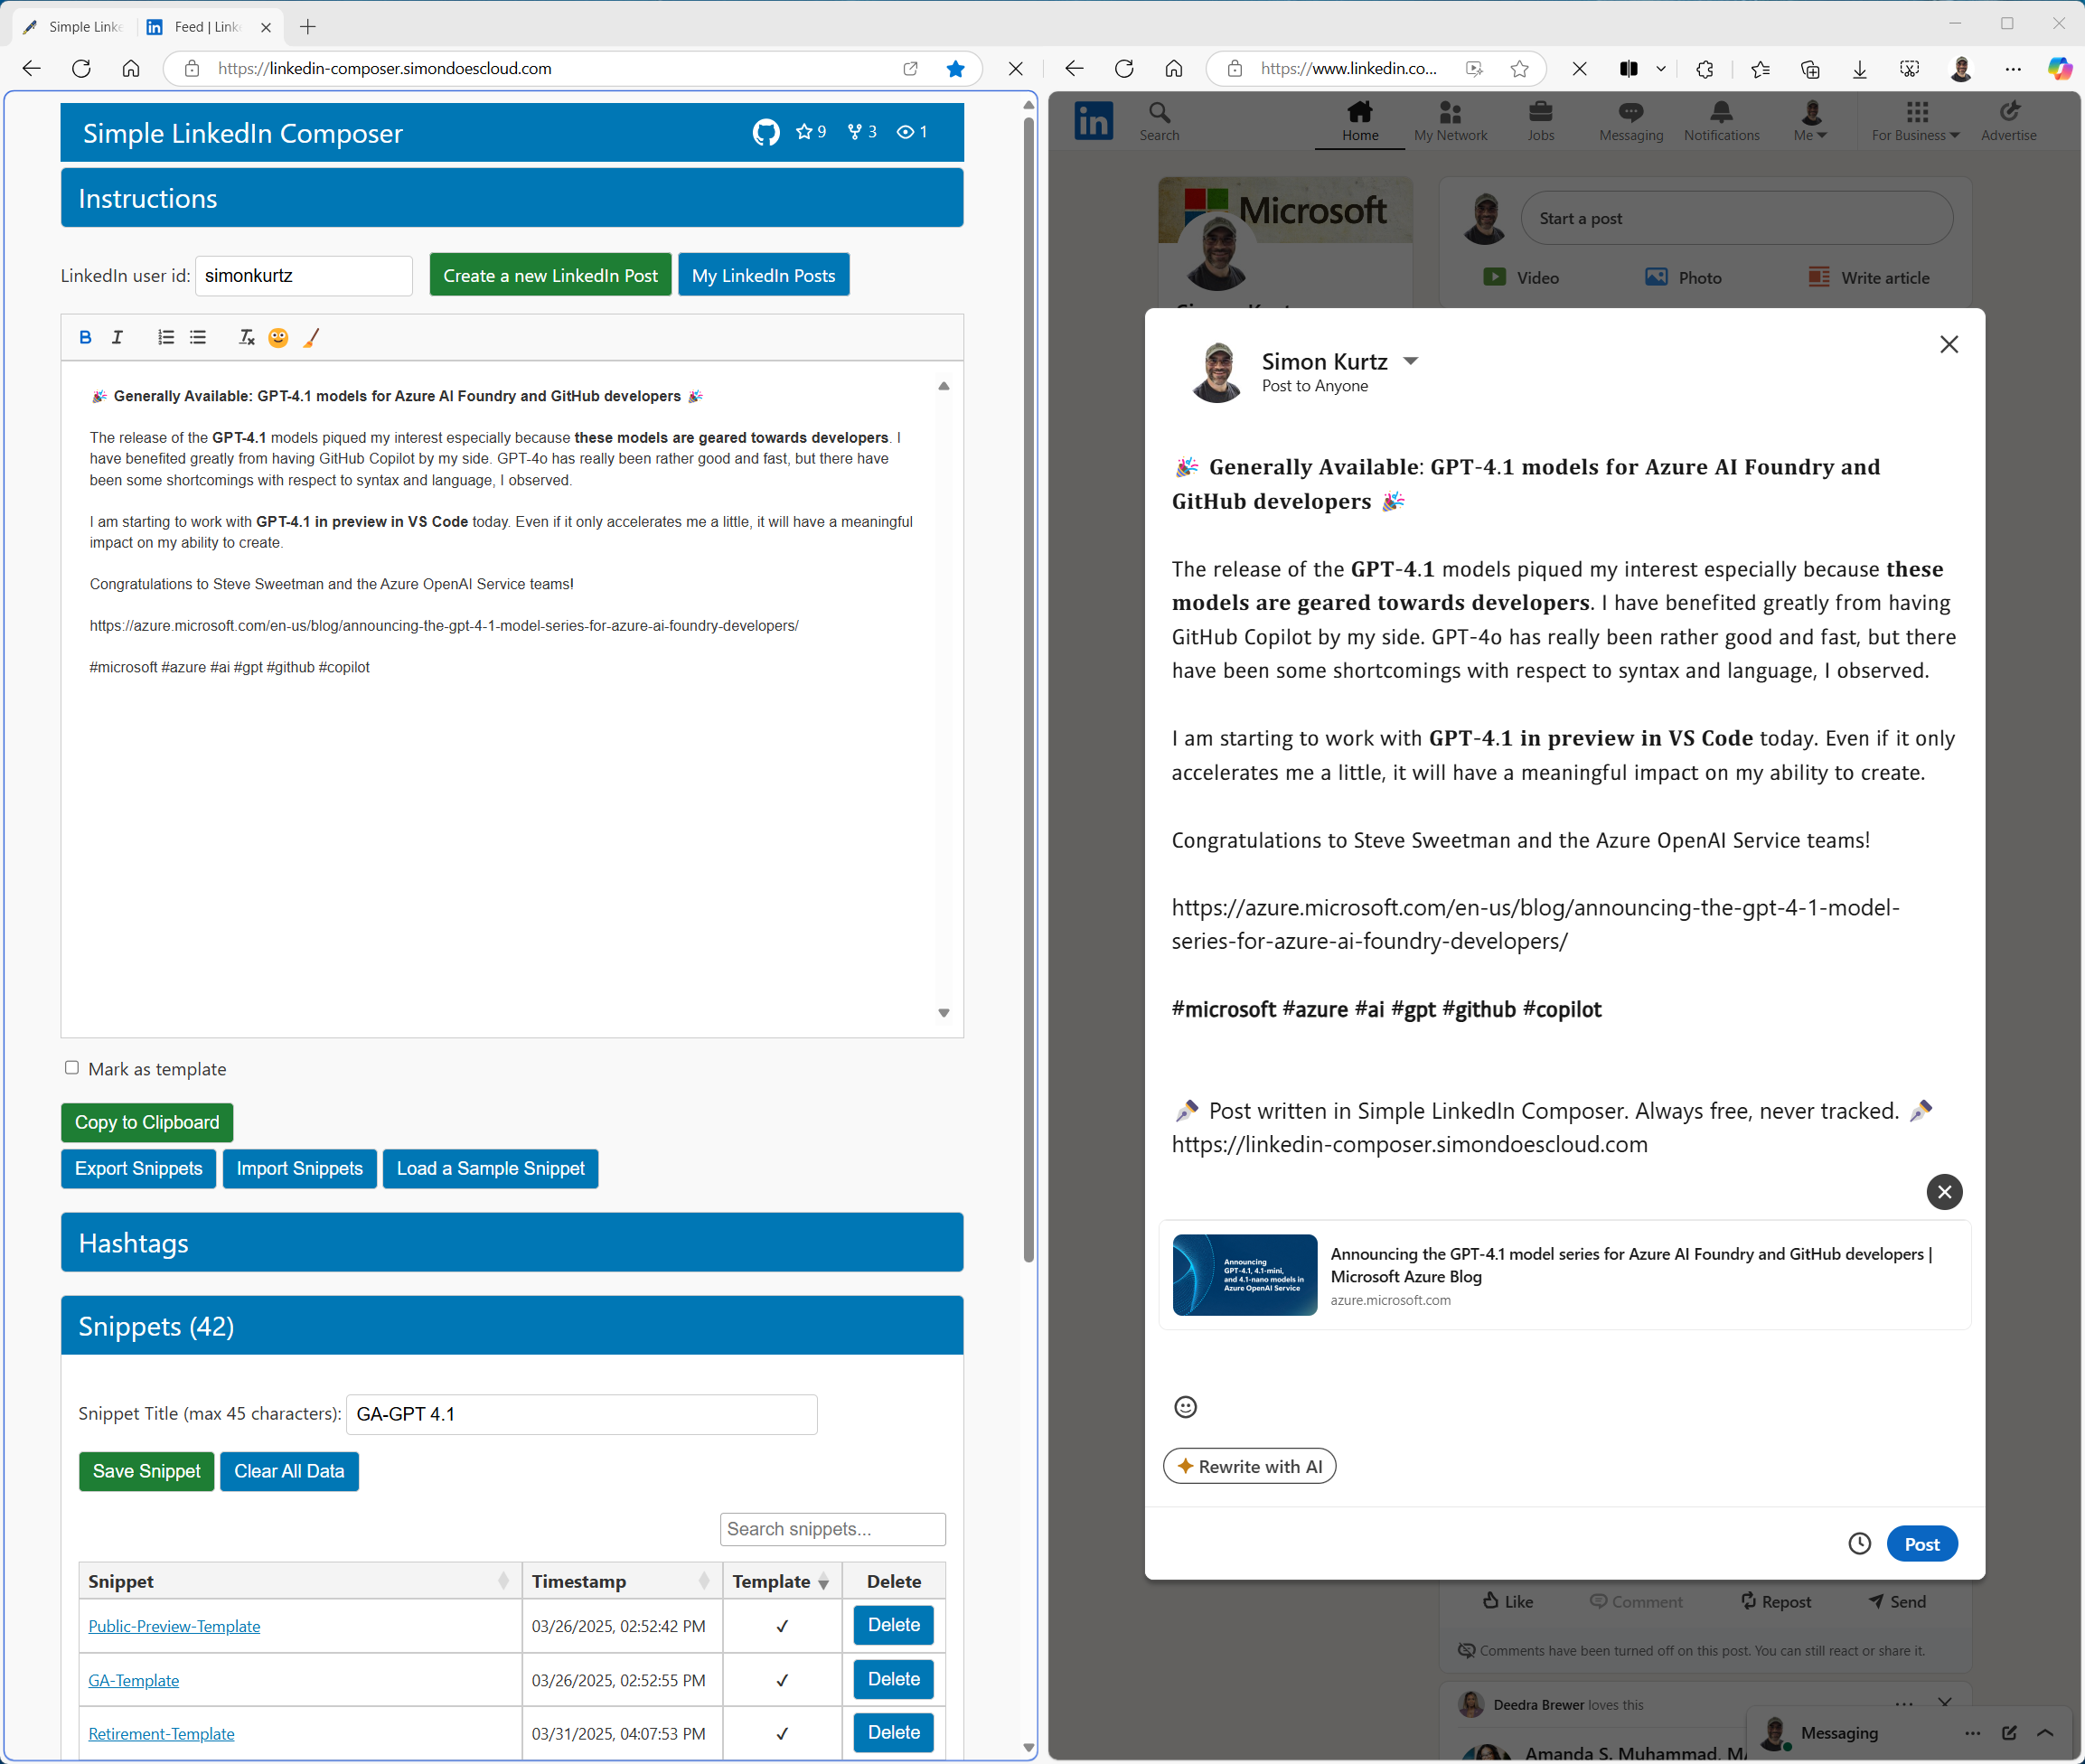 Simple Linke
Feed | Link
https://linkedin-composer.simondoescloud.com
https://www.linkedin.co...
Simple LinkedIn Composer
9
3
1
Instructions
LinkedIn user id:
simonkurtz
Create a new LinkedIn Post
My LinkedIn Posts
B I
🎉 Generally Available: GPT-4.1 models for Azure AI Foundry and GitHub developers 🎉
The release of the GPT-4.1 models piqued my interest especially because these models are geared towards developers. I
have benefited greatly from having GitHub Copilot by my side. GPT-4o has really been rather good and fast, but there have
been some shortcomings with respect to syntax and language, I observed.
I am starting to work with GPT-4.1 in preview in VS Code today. Even if it only accelerates me a little, it will have a meaningful
impact on my ability to create.
Congratulations to Steve Sweetman and the Azure OpenAI Service teams!
https://azure.microsoft.com/en-us/blog/announcing-the-gpt-4-1-model-series-for-azure-ai-foundry-developers/
#microsoft #azure #ai #gpt #github #copilot
Mark as template
Copy to Clipboard
Export Snippets
Import Snippets
Load a Sample Snippet
Hashtags
Snippets (42)
Snippet Title (max 45 characters):
GA-GPT 4.1
Save Snippet
Clear All Data
Search snippets...
Snippet Timestamp Template Delete
Public-Preview-Template 03/26/2025, 02:52:42 PM ✓ Delete
GA-Template 03/26/2025, 02:52:55 PM ✓ Delete
Retirement-Template 03/31/2025, 04:07:53 PM ✓ Delete
in
Search
Home
My Network
Jobs
Messaging
Notifications
Me
For Business
Advertise
Microsoft
Start a post
Video
Photo
Write article
Simon Kurtz
Post to Anyone
🎉 Generally Available: GPT-4.1 models for Azure AI Foundry and
GitHub developers 🎉
The release of the GPT-4.1 models piqued my interest especially because these
models are geared towards developers. I have benefited greatly from having
GitHub Copilot by my side. GPT-4o has really been rather good and fast, but there
have been some shortcomings with respect to syntax and language, I observed.
I am starting to work with GPT-4.1 in preview in VS Code today. Even if it only
accelerates me a little, it will have a meaningful impact on my ability to create.
Congratulations to Steve Sweetman and the Azure OpenAI Service teams!
https://azure.microsoft.com/en-us/blog/announcing-the-gpt-4-1-model-
series-for-azure-ai-foundry-developers/
#microsoft #azure #ai #gpt #github #copilot
Post written in Simple LinkedIn Composer. Always free, never tracked.
https://linkedin-composer.simondoescloud.com
Announcing
GPT-4.1, 4.1-mini,
and 4.1-nano models in
Azure OpenAI Service
Announcing the GPT-4.1 model series for Azure AI Foundry and GitHub developers |
Microsoft Azure Blog
azure.microsoft.com
Rewrite with AI
Post
Like
Comment
Repost
Send
Comments have been turned off on this post. You can still react or share it.
Deedra Brewer loves this
Amanda S. Muhammad, M
Messaging